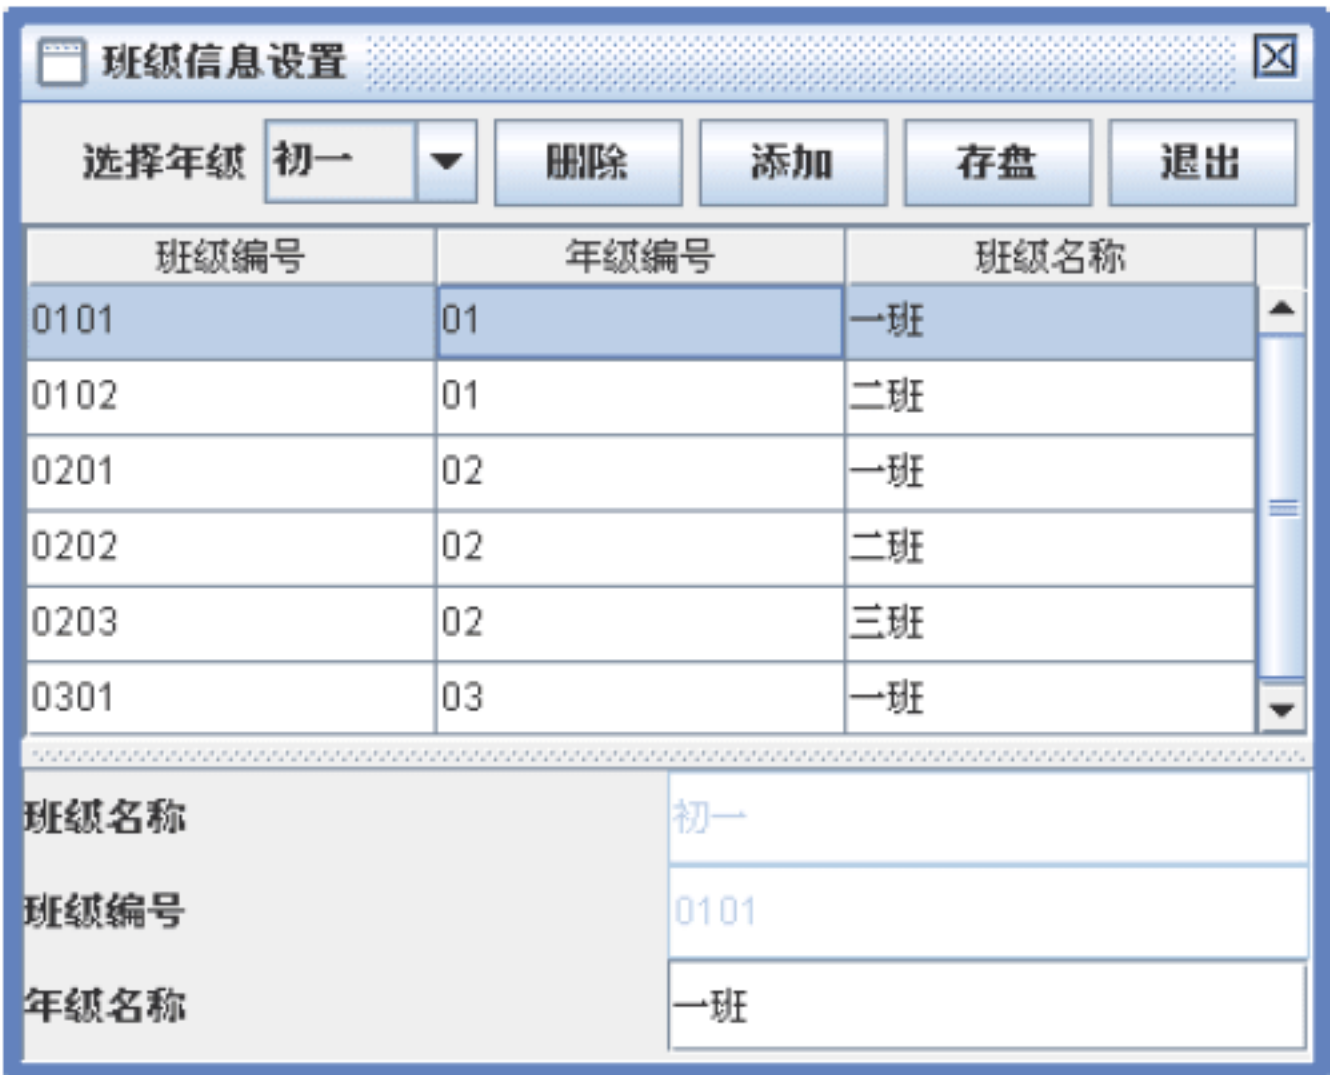 班级信息设置
选择年级 初一 删除 添加 存盘 退出
班级编号 年级编号 班级名称
0101 01 一班
0102 01 二班
0201 02 一班
0202 02 二班
0203 02 三班
0301 03 一班
班级名称 初一
班级编号 0101
年级名称 一班